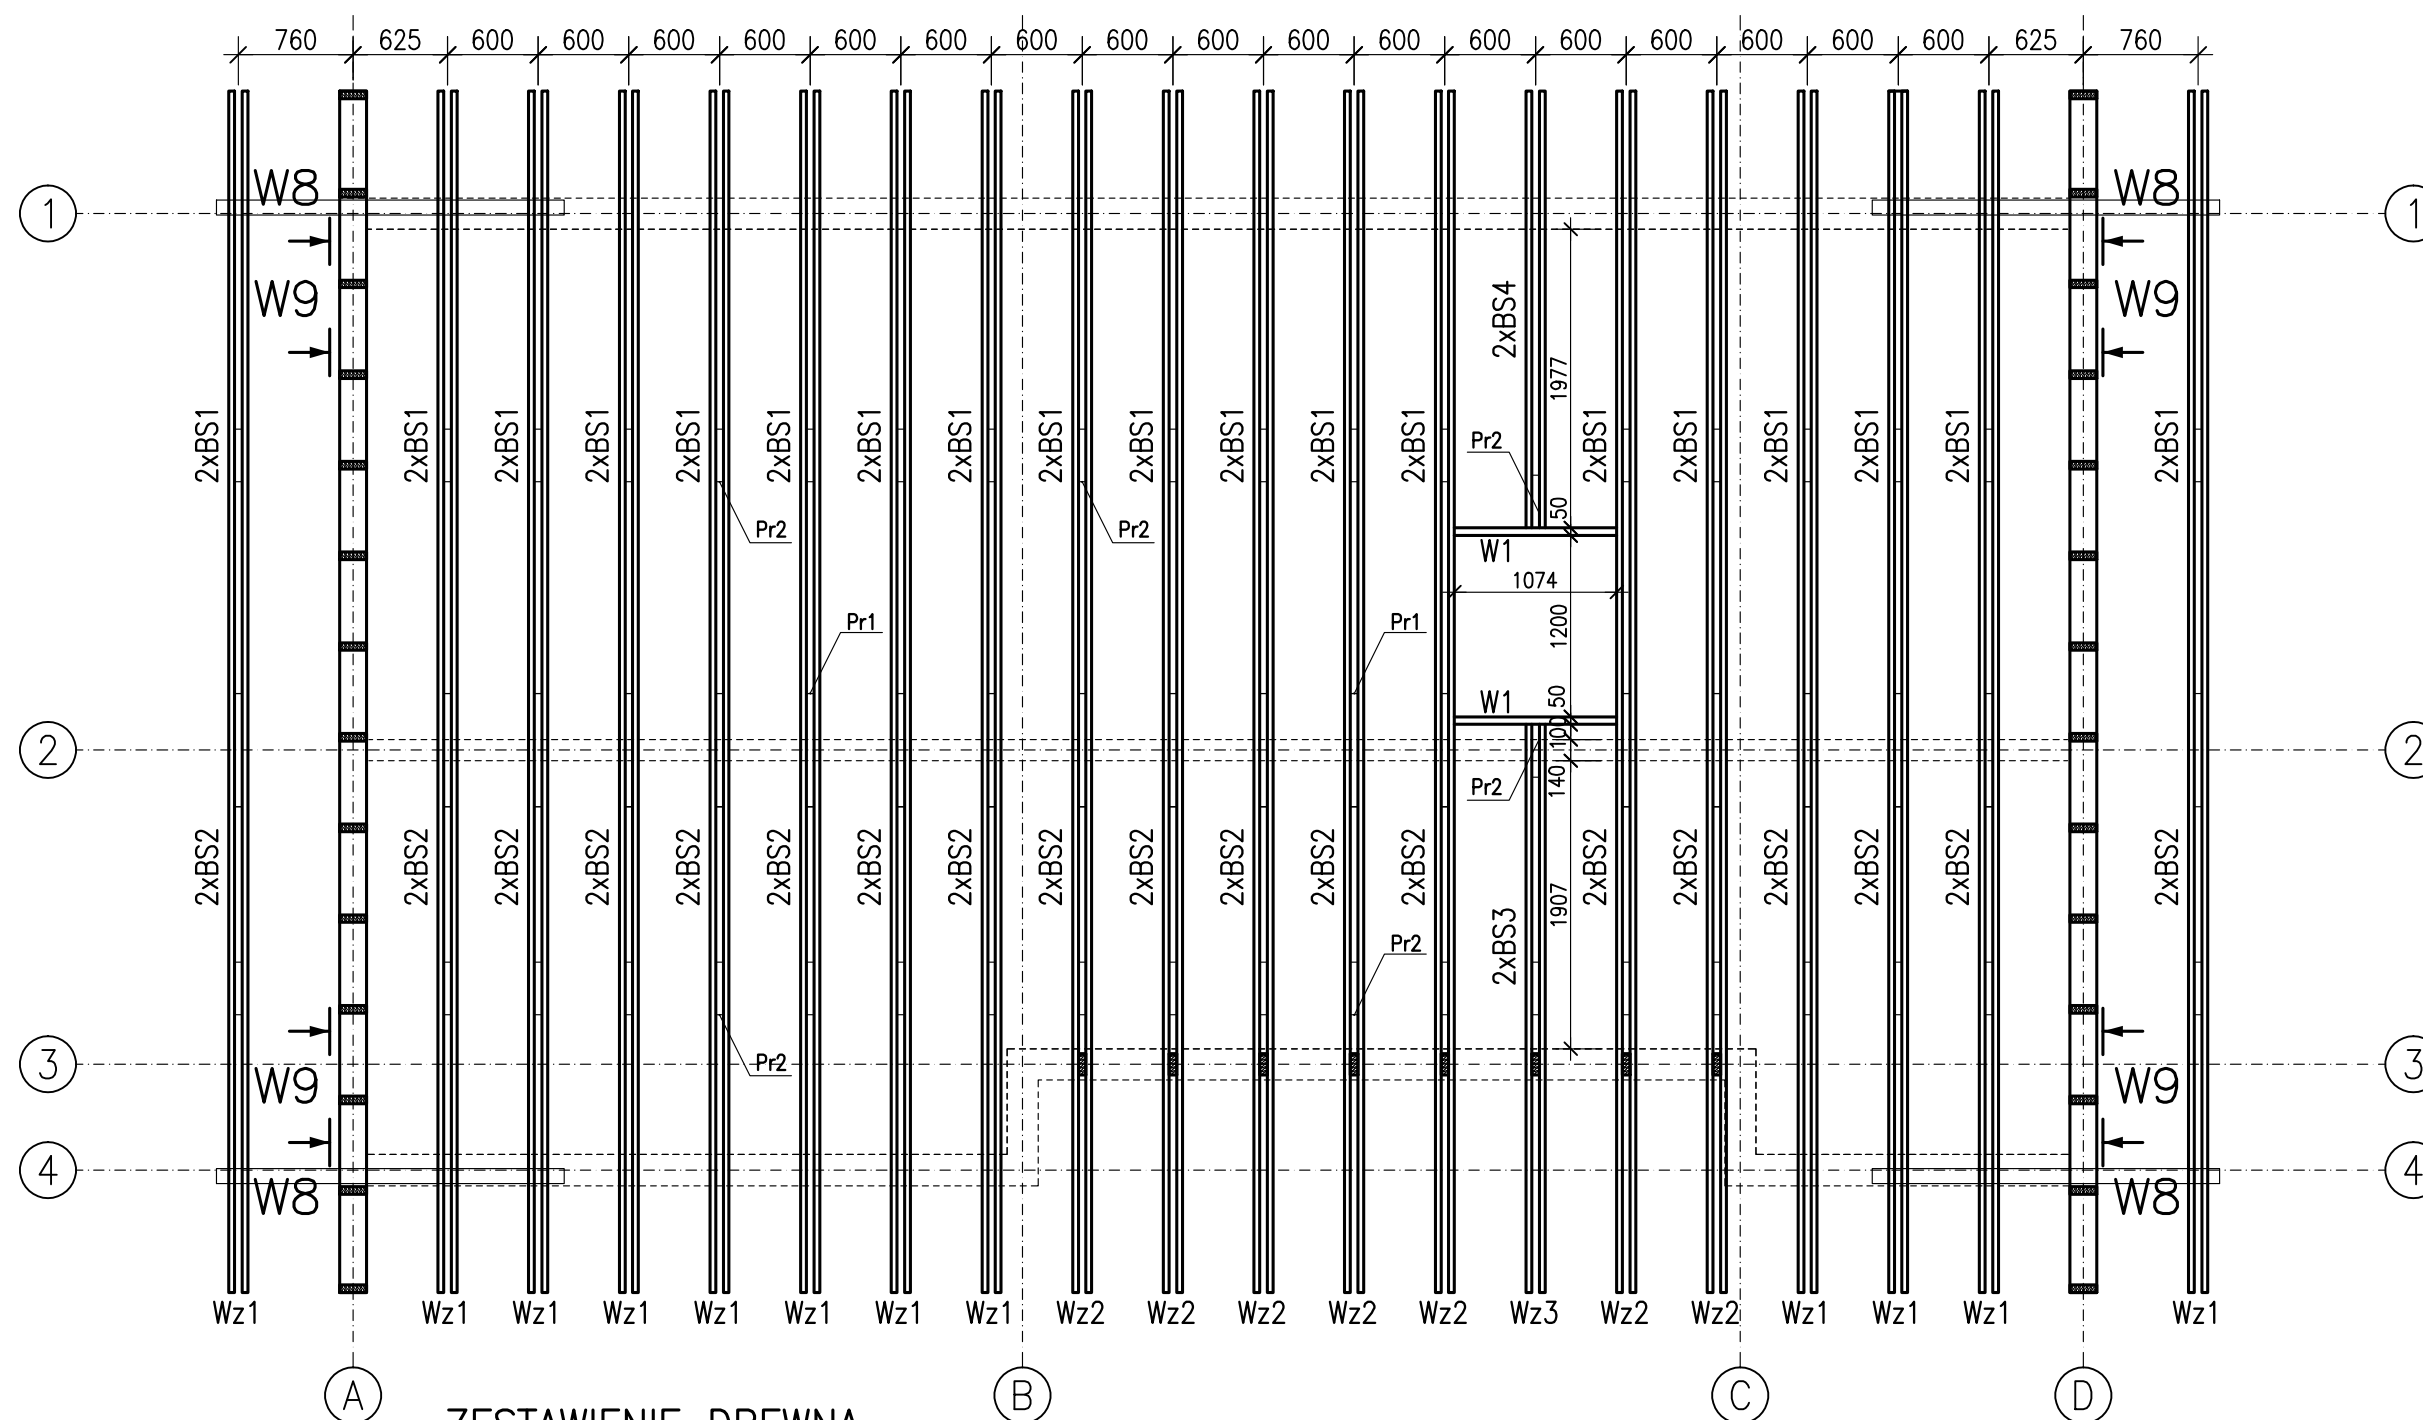 760 625 600 600 600 600 600 600 600 600 600 600 600 600 600 600 600 600 600 625 760
W8 W8
1 1
W9 W9
2xBS4
1977
2xBS1 2xBS1 2xBS1 2xBS1 2xBS1 2xBS1 2xBS1 2xBS1 2xBS1 2xBS1 2xBS1 2xBS1 2xBS1 2xBS1 2xBS1 2xBS1 2xBS1 2xBS1 2xBS1
Pr2
50
Pr2 Pr2
W1
1074
Pr1 Pr1
1200
W1
50
100
2 2
140
Pr2
2xBS2 2xBS2 2xBS2 2xBS2 2xBS2 2xBS2 2xBS2 2xBS2 2xBS2 2xBS2 2xBS2 2xBS2 2xBS2 2xBS2 2xBS2 2xBS2 2xBS2 2xBS2 2xBS2
1907
2xBS3
Pr2
Pr2
3 3
W9 W9
4 4
W8 W8
Wz1 Wz1 Wz1 Wz1 Wz1 Wz1 Wz1 Wz1 Wz2 Wz2 Wz2 Wz2 Wz2 Wz3 Wz2 Wz2 Wz1 Wz1 Wz1 Wz1
A B C D
ZESTAWIENIE DREWNA